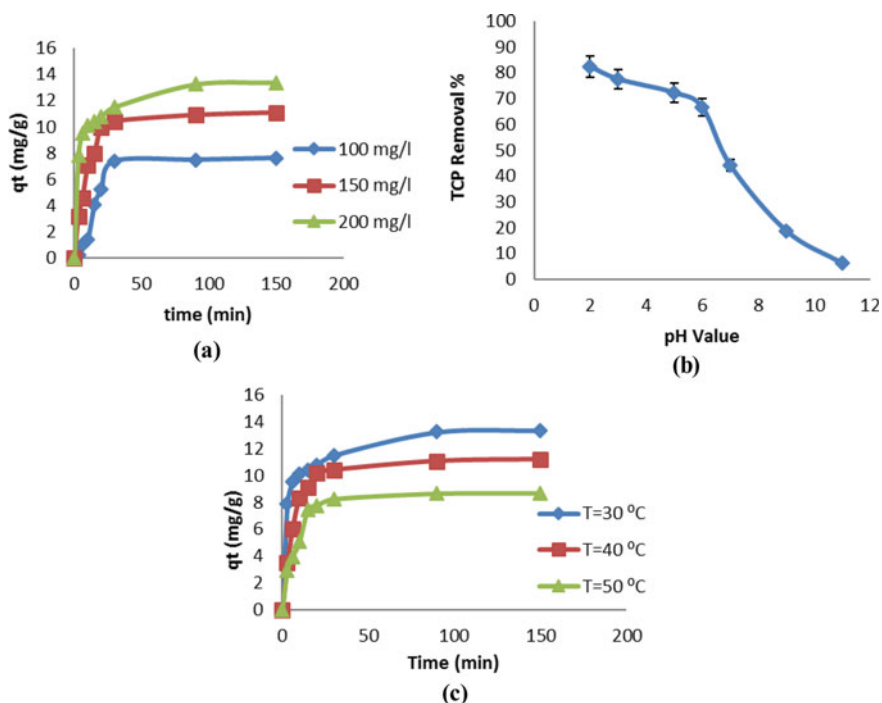 16
14
12
10
8
6
4
2
0
qt (mg/g)
0 50 100 150 200
time (min)
100 mg/l
150 mg/l
200 mg/l
(a)
100
90
80
70
60
50
40
30
20
10
0
TCP Removal %
0 2 4 6 8 10 12
pH Value
(b)
16
14
12
10
8
6
4
2
0
qt (mg/g)
0 50 100 150 200
Time (min)
T=30 ⁰C
T=40 ⁰C
T=50 ⁰C
(c)